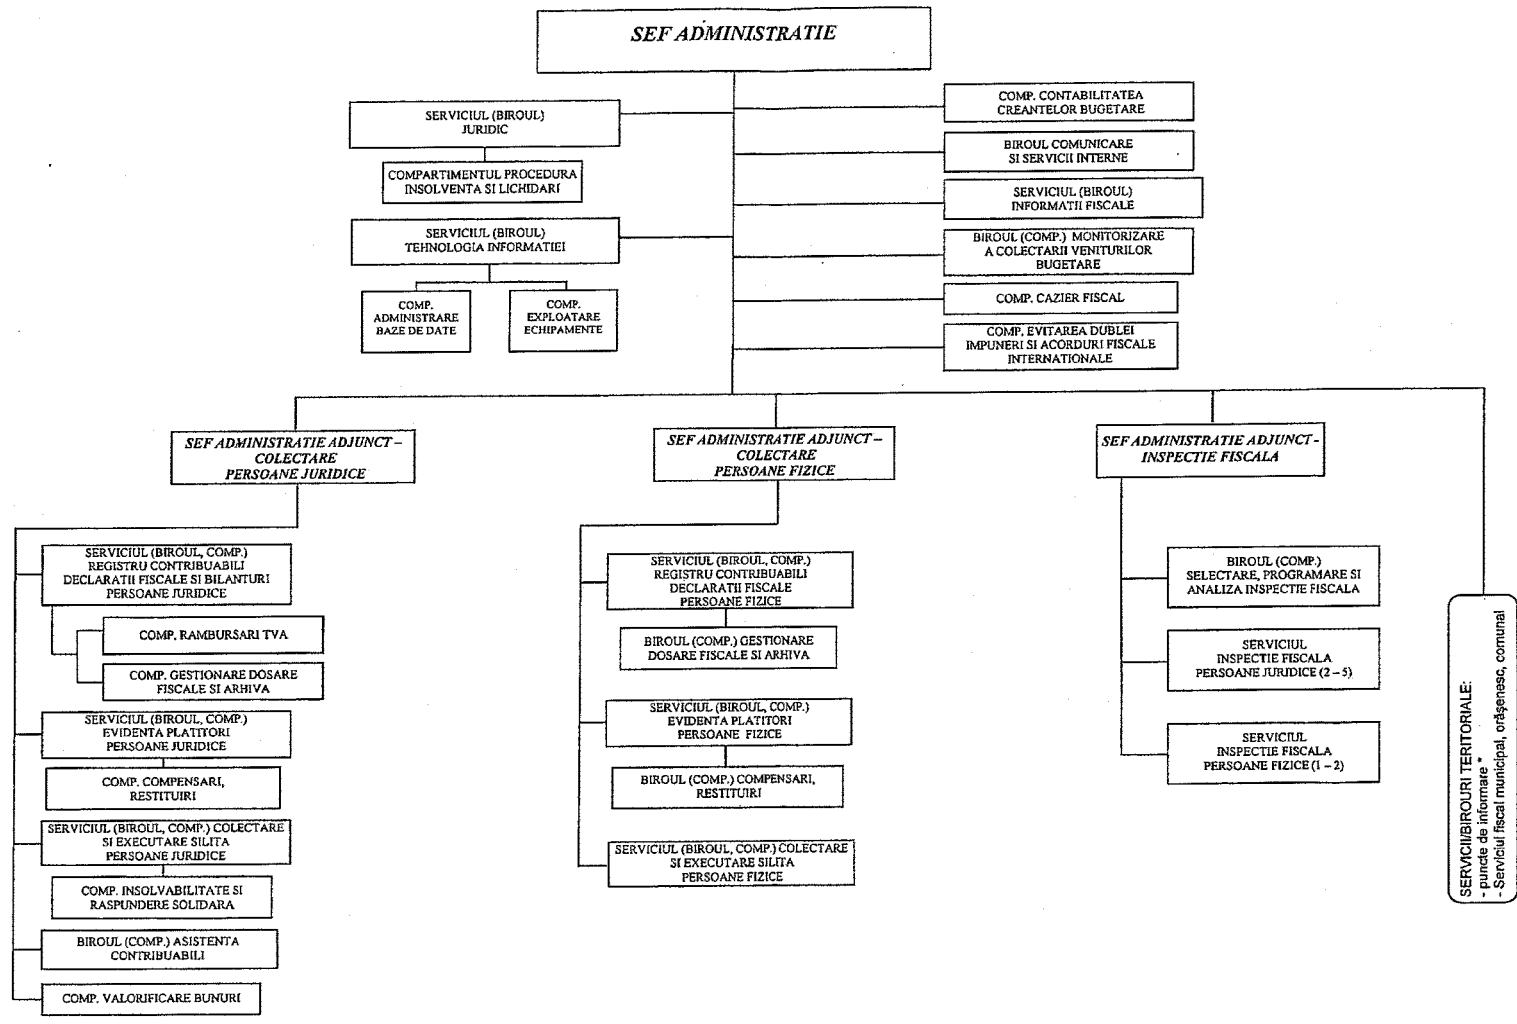 SEF ADMINISTRATIE
SERVICIUL (BIROUL)
JURIDIC
COMPARTIMENTUL PROCEDURA
INSOLVENTA SI LICHIDARI
SERVICIUL (BIROUL)
TEHNOLOGIA INFORMATIEI
COMP.
ADMINISTRARE
BAZE DE DATE
COMP.
EXPLOATARE
ECHIPAMENTE
COMP. CONTABILITATEA
CREANTELOR BUGETARE
BIROUL COMUNICARE
SI SERVICII INTERNE
SERVICIUL (BIROUL)
INFORMATII FISCALE
BIROUL (COMP.) MONITORIZARE
A COLECTARII VENITURILOR
BUGETARE
COMP. CAZIER FISCAL
COMP. EVITAREA DUBLEI
IMPUNERI SI ACORDURI FISCALE
INTERNATIONALE
SEF ADMINISTRATIE ADJUNCT –
COLECTARE
PERSOANE JURIDICE
SERVICIUL (BIROUL, COMP.)
REGISTRU CONTRIBUABILI
DECLARATII FISCALE SI BILANTURI
PERSOANE JURIDICE
COMP. RAMBURSARI TVA
COMP. GESTIONARE DOSARE
FISCALE SI ARHIVA
SERVICIUL (BIROUL, COMP.)
EVIDENTA PLATITORI
PERSOANE JURIDICE
COMP. COMPENSARI,
RESTITUIRI
SERVICIUL (BIROUL, COMP.) COLECTARE
SI EXECUTARE SILITA
PERSOANE JURIDICE
COMP. INSOLVABILITATE SI
RASPUNDERE SOLIDARA
BIROUL (COMP.) ASISTENTA
CONTRIBUABILI
COMP. VALORIFICARE BUNURI
SEF ADMINISTRATIE ADJUNCT –
COLECTARE
PERSOANE FIZICE
SERVICIUL (BIROUL, COMP.)
REGISTRU CONTRIBUABILI
DECLARATII FISCALE
PERSOANE FIZICE
BIROUL (COMP.) GESTIONARE
DOSARE FISCALE SI ARHIVA
SERVICIUL (BIROUL, COMP.)
EVIDENTA PLATITORI
PERSOANE FIZICE
BIROUL (COMP.) COMPENSARI,
RESTITUIRI
SERVICIUL (BIROUL, COMP.) COLECTARE
SI EXECUTARE SILITA
PERSOANE FIZICE
SEF ADMINISTRATIE ADJUNCT -
INSPECTIE FISCALA
BIROUL (COMP.)
SELECTARE, PROGRAMARE SI
ANALIZA INSPECTIE FISCALA
SERVICIUL
INSPECTIE FISCALA
PERSOANE JURIDICE (2 – 5)
SERVICIUL
INSPECTIE FISCALA
PERSOANE FIZICE (1 – 2)
SERVICII/BIROURI TERITORIALE:
- puncte de informare *
- Serviciul fiscal municipal, orăşenesc, comunal